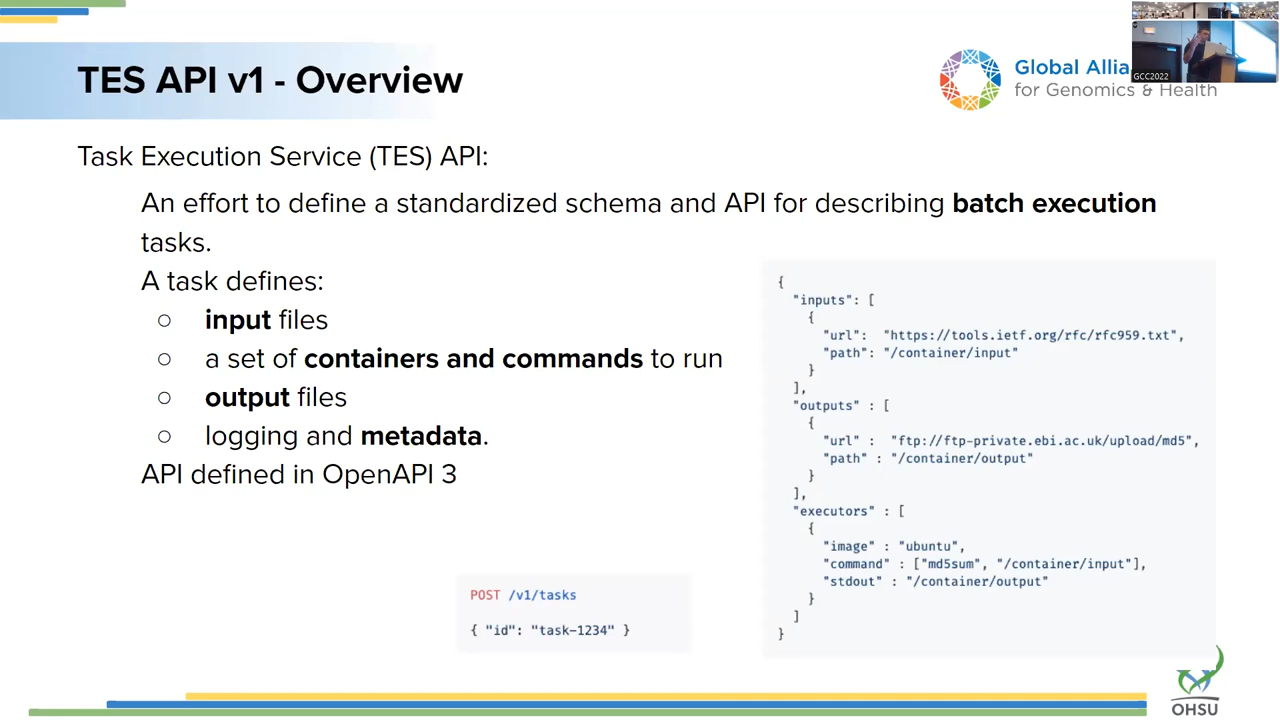 TES API v1 - Overview
Global Allia
for Genomics & Health
GCC2022
Task Execution Service (TES) API:
An effort to define a standardized schema and API for describing batch execution
tasks.
A task defines:
○ input files
○ a set of containers and commands to run
○ output files
○ logging and metadata.
API defined in OpenAPI 3
POST /v1/tasks
{ "id": "task-1234" }
{
"inputs": [
{
"url": "https://tools.ietf.org/rfc/rfc959.txt",
"path": "/container/input"
}
],
"outputs" : [
{
"url" : "ftp://ftp-private.ebi.ac.uk/upload/md5",
"path" : "/container/output"
}
],
"executors" : [
{
"image" : "ubuntu",
"command" : ["md5sum", "/container/input"],
"stdout" : "/container/output"
}
]
}
OHSU